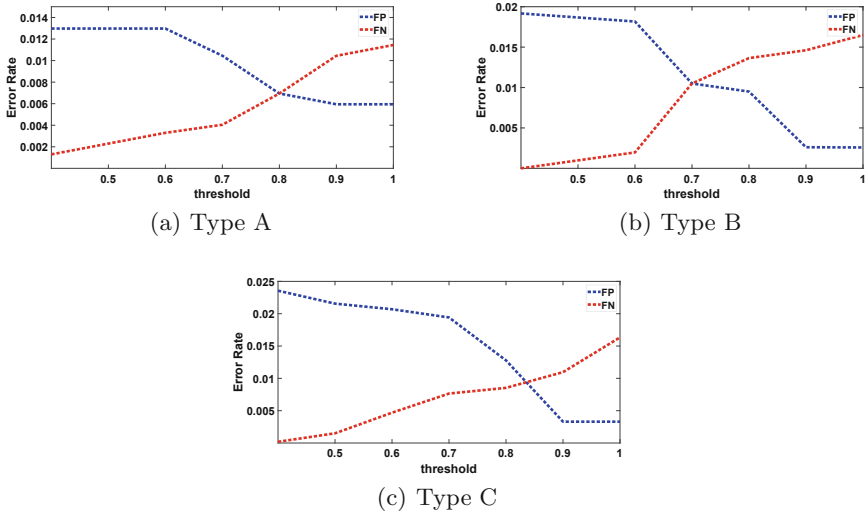 0.014
0.012
0.01
0.008
0.006
0.004
0.002
Error Rate
FP
FN
0.5 0.6 0.7 0.8 0.9 1
threshold
(a) Type A
0.02
0.015
0.01
0.005
Error Rate
FP
FN
0.5 0.6 0.7 0.8 0.9 1
threshold
(b) Type B
0.025
0.02
0.015
0.01
0.005
Error Rate
FP
FN
0.5 0.6 0.7 0.8 0.9 1
threshold
(c) Type C